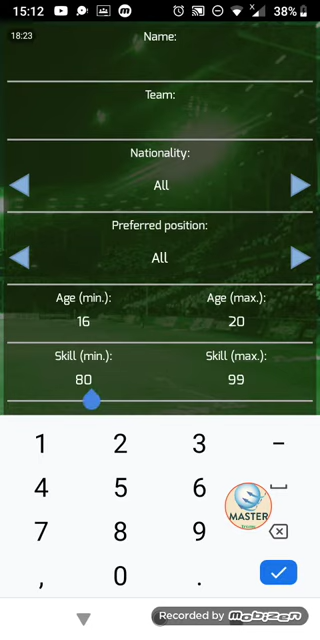 15:12
38%
18:23
Name:
Team:
Nationality:
All
Preferred position:
All
Age (min.): Age (max.):
16 20
Skill (min.): Skill (max.):
80 99
1 2 3 -
4 5 6
MASTER
7 8 9
, 0 .
Recorded by mobizen